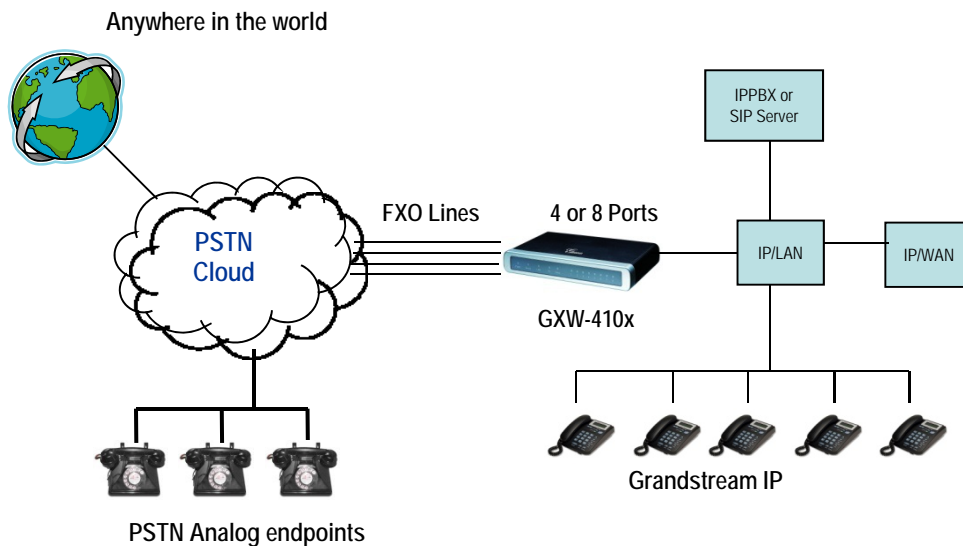 Anywhere in the world
IPPBX or
SIP Server
FXO Lines
4 or 8 Ports
PSTN
Cloud
IP/LAN
IP/WAN
GXW-410x
Grandstream IP
PSTN Analog endpoints